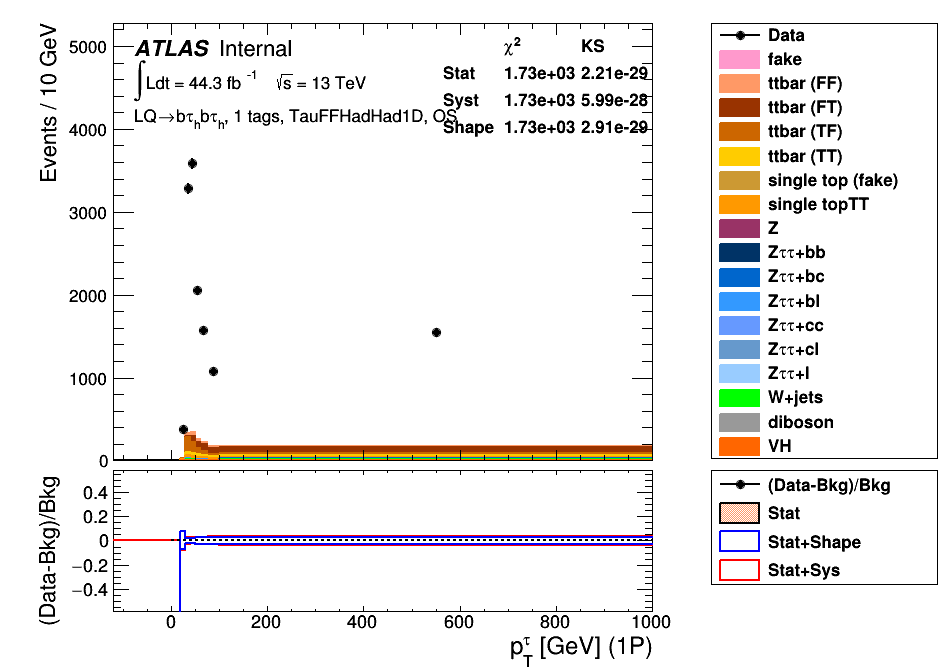 Events / 10 GeV
5000
4000
3000
2000
1000
0
ATLAS Internal
∫Ldt = 44.3 fb⁻¹ √s = 13 TeV
LQ→bτ_hbτ_h, 1 tags, TauFFHadHad1D, OS
χ² KS
Stat 1.73e+03 2.21e-29
Syst 1.73e+03 5.99e-28
Shape 1.73e+03 2.91e-29
Data
fake
ttbar (FF)
ttbar (FT)
ttbar (TF)
ttbar (TT)
single top (fake)
single topTT
Z
Zττ+bb
Zττ+bc
Zττ+bl
Zττ+cc
Zττ+cl
Zττ+l
W+jets
diboson
VH
(Data-Bkg)/Bkg
0.4
0.2
0
−0.2
−0.4
0 200 400 600 800 1000
p_T^τ [GeV] (1P)
(Data-Bkg)/Bkg
Stat
Stat+Shape
Stat+Sys